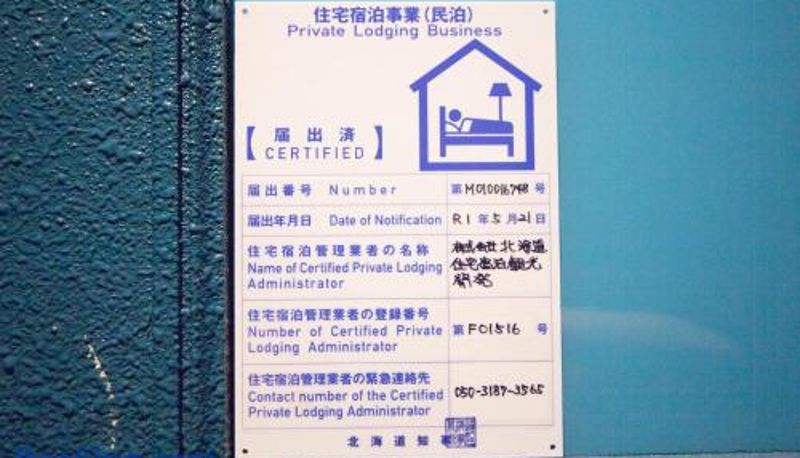 住宅宿泊事業(民泊)
Private Lodging Business
【届出済】
CERTIFIED
届出番号 Number 第M010016748号
届出年月日 Date of Notification R1年5月21日
住宅宿泊管理業者の名称
Name of Certified Private Lodging
Administrator
株式会社北海道
住宅宿泊観光
開発
住宅宿泊管理業者の登録番号
Number of Certified Private
Lodging Administrator
第F01516号
住宅宿泊管理業者の緊急連絡先
Contact number of the Certified
Private Lodging Administrator
050-3187-3565
北海道知事